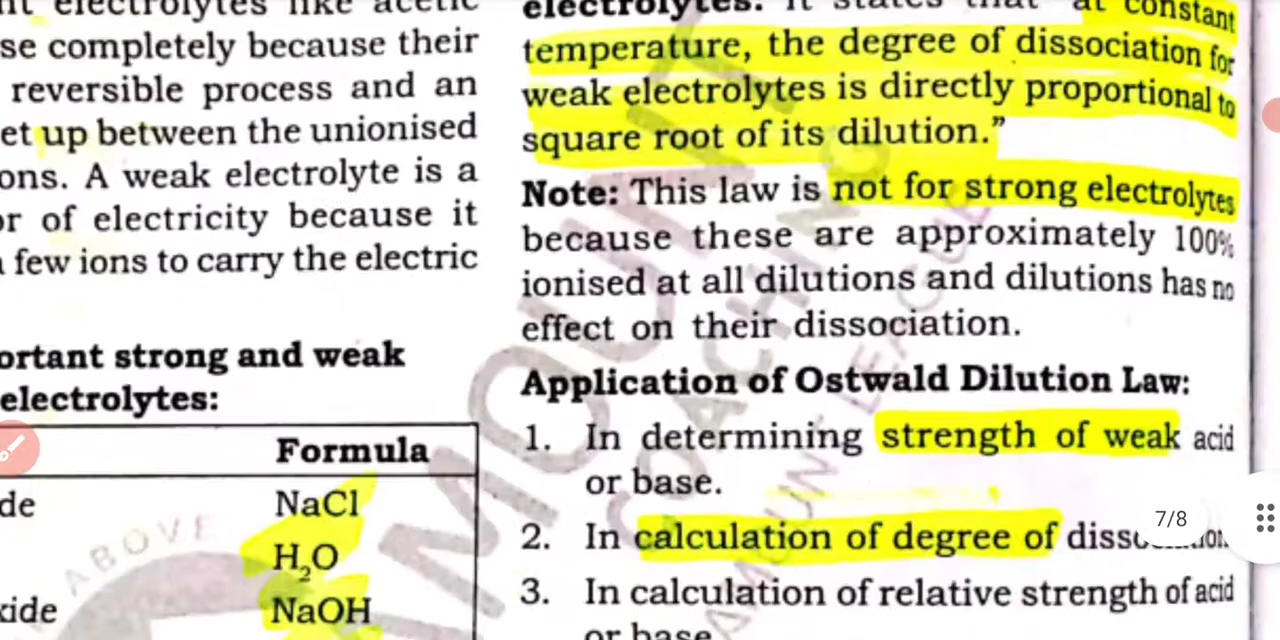 electrolytes like acetic
se completely because their
reversible process and an
et up between the unionised
ons. A weak electrolyte is a
or of electricity because it
few ions to carry the electric
ortant strong and weak
electrolytes:
Formula
de NaCl
H₂O
xide NaOH
electrolytes. It states that "at constant
temperature, the degree of dissociation for
weak electrolytes is directly proportional to
square root of its dilution."
Note: This law is not for strong electrolytes
because these are approximately 100%
ionised at all dilutions and dilutions has no
effect on their dissociation.
Application of Ostwald Dilution Law:
1. In determining strength of weak acid
or base.
2. In calculation of degree of
3. In calculation of relative strength of acid
or base
7/8
ABOVE
AMOUNT
COACHING
AMOUNT LEAGUE